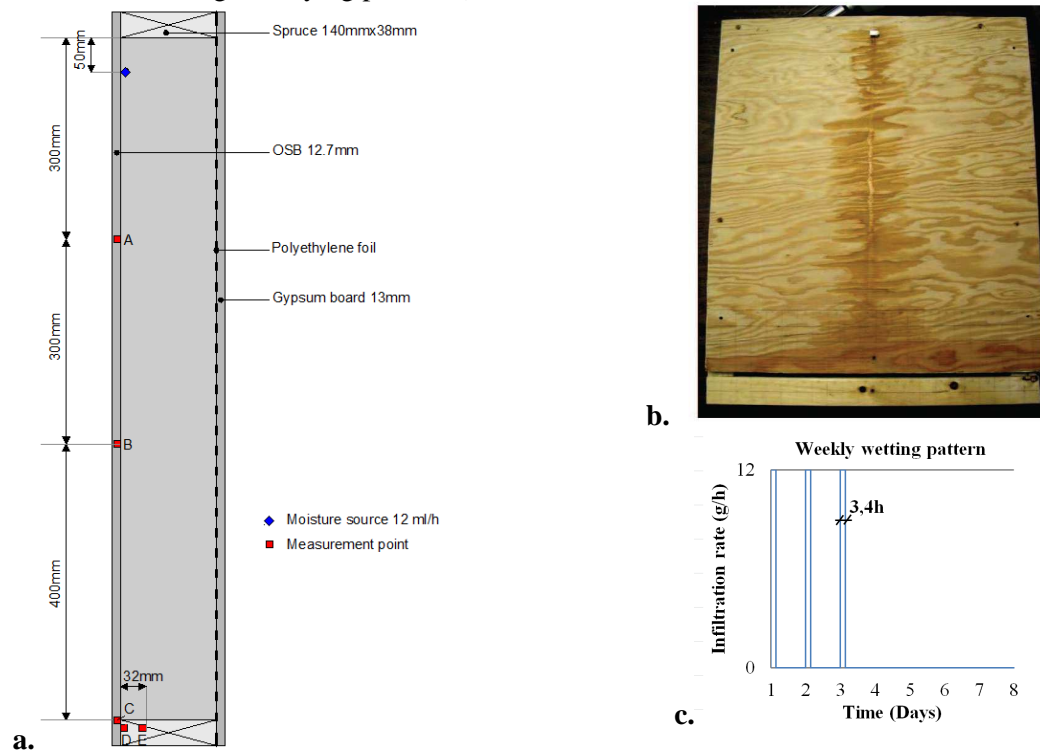 Spruce 140mmx38mm
50mm
OSB 12.7mm
300mm
A
Polyethylene foil
Gypsum board 13mm
300mm
B
Moisture source 12 ml/h
Measurement point
400mm
32mm
C
D E
a.
b.
Weekly wetting pattern
12
3,4h
Infiltration rate (g/h)
0
1 2 3 4 5 6 7 8
Time (Days)
c.